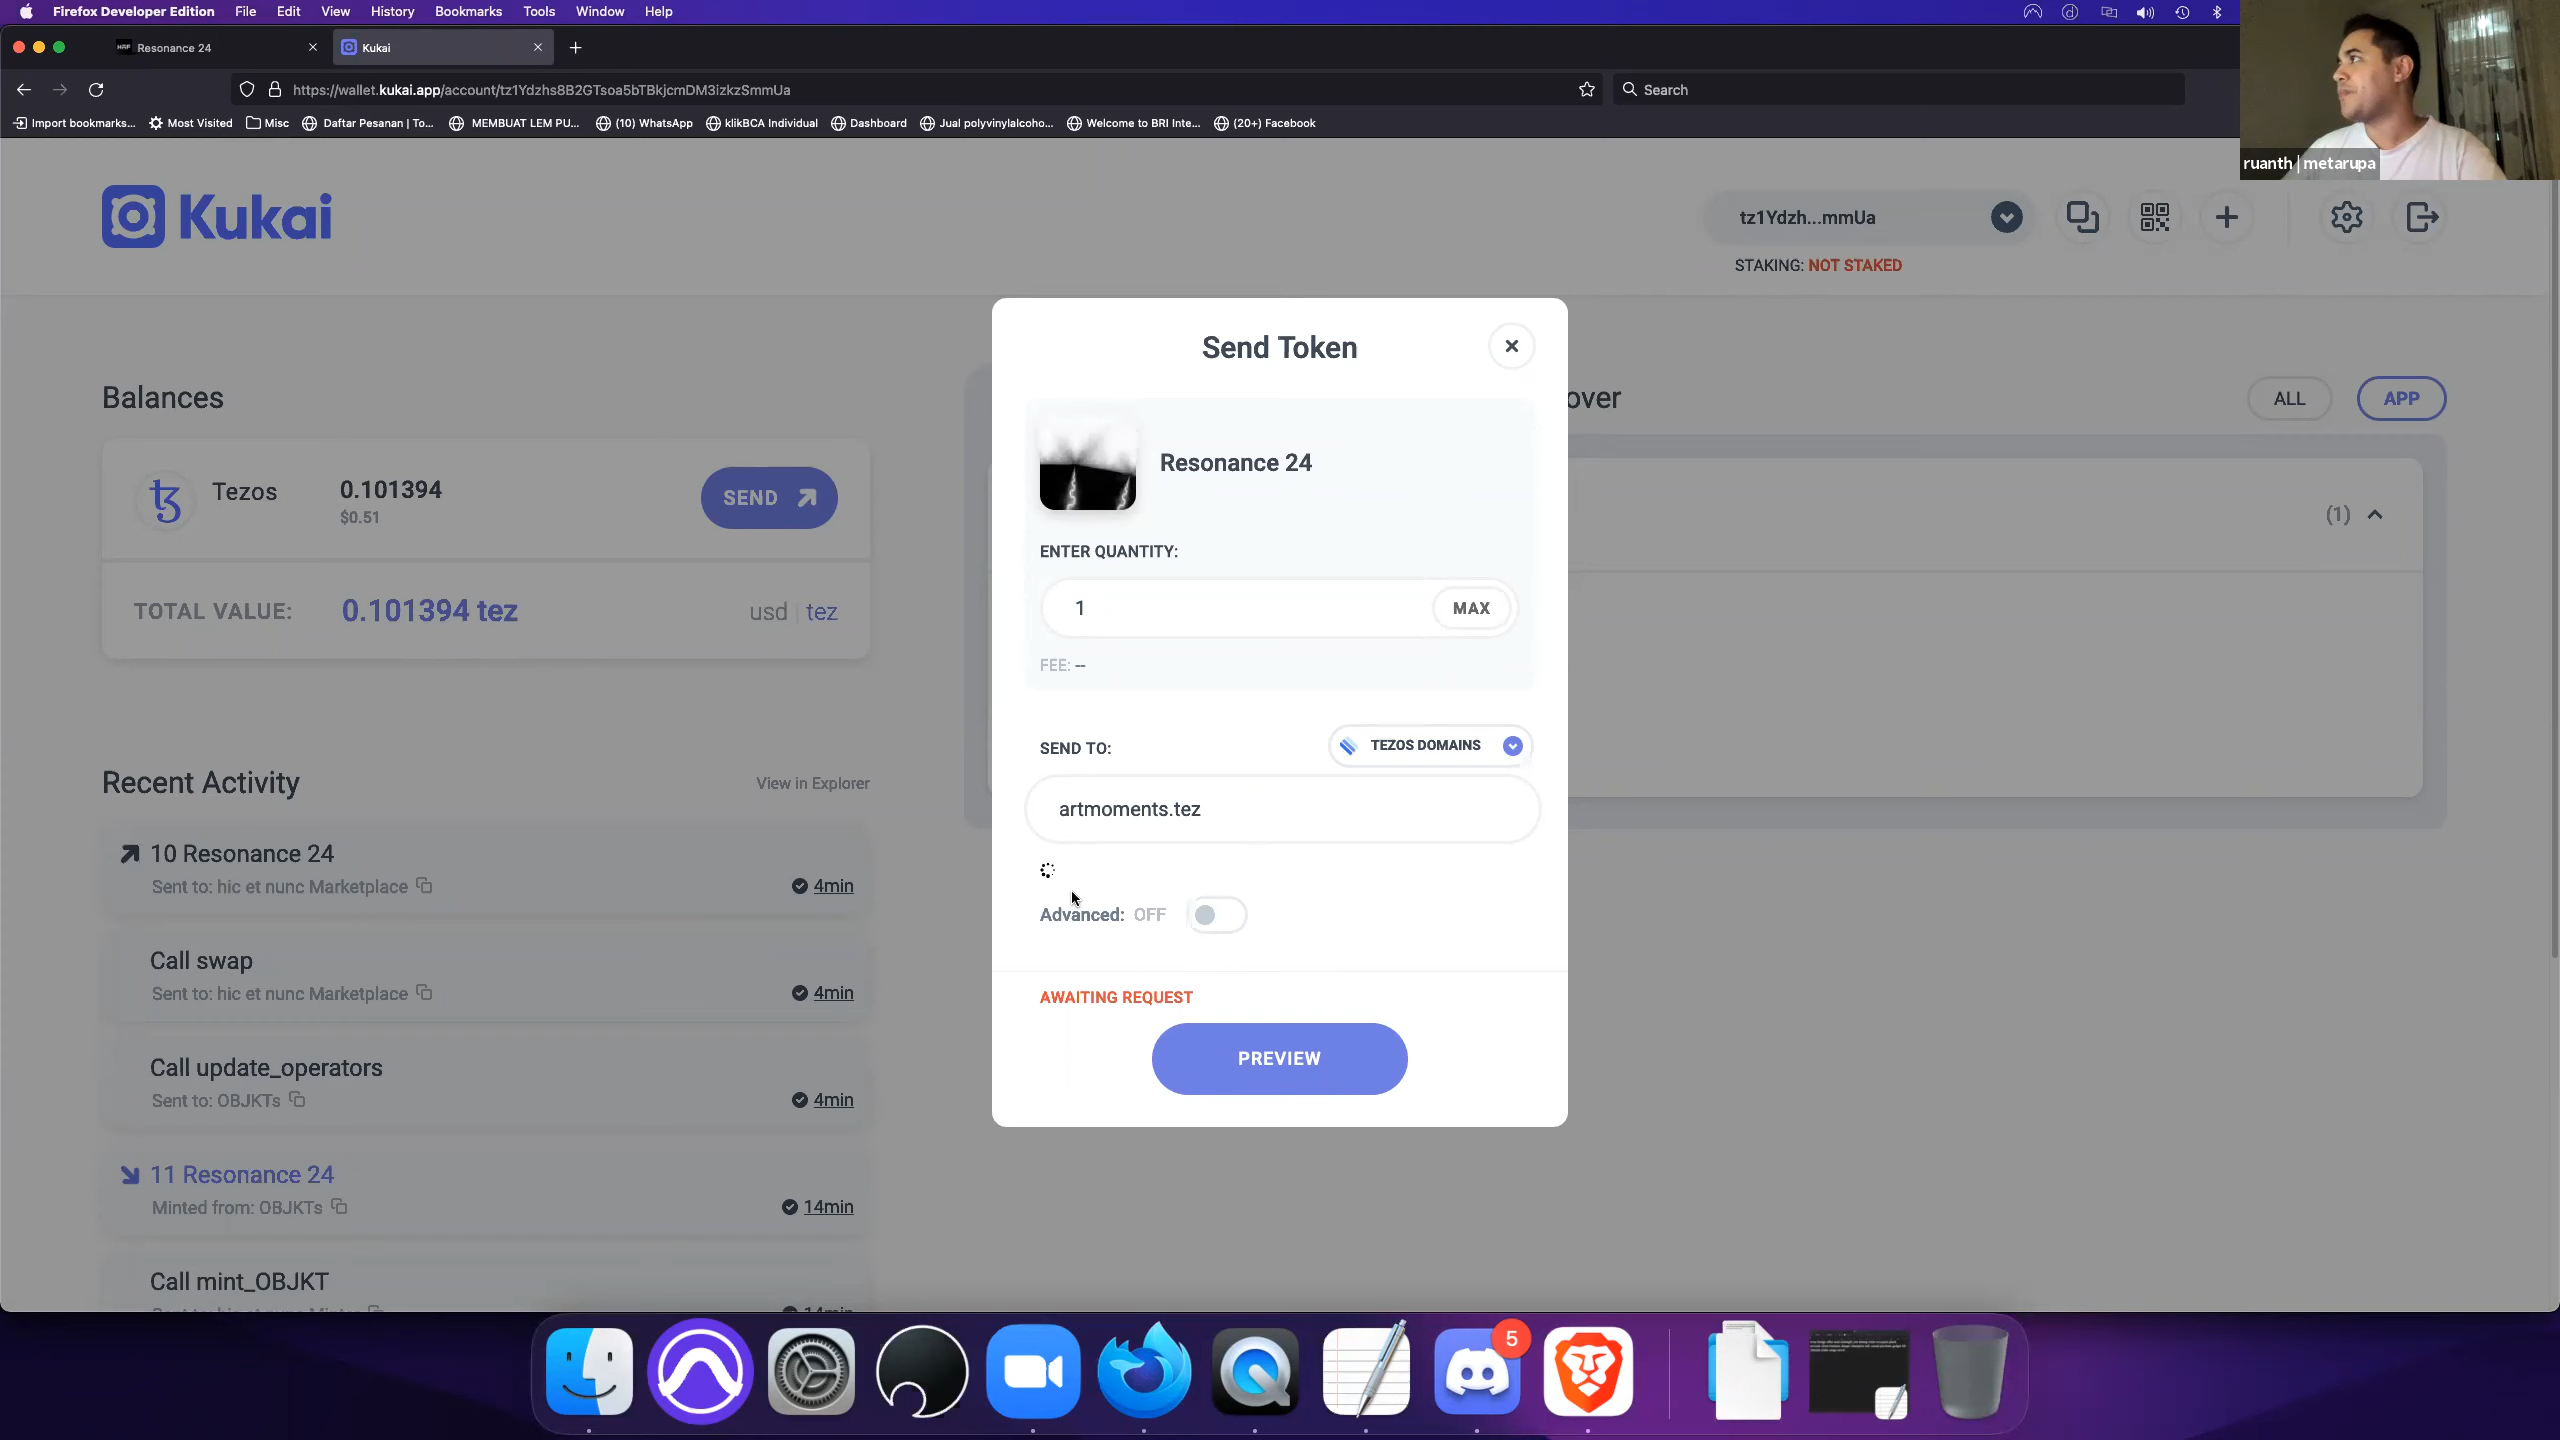 Firefox Developer Edition File Edit View History Bookmarks Tools Window Help
Resonance 24
Kukai
https://wallet.kukai.app/account/tz1Ydzhs8B2GTsoa5bTBkjcmDM3izkzSmmUa
Search
Import bookmarks... Most Visited Misc Daftar Pesanan | To... MEMBUAT LEM PU... (10) WhatsApp klikBCA Individual Dashboard Jual polyvinylalcoho... Welcome to BRI Inte... (20+) Facebook
ruanth | metarupa
Kukai
tz1Ydzh...mmUa
STAKING: NOT STAKED
Balances
Tezos
0.101394
$0.51
SEND
TOTAL VALUE: 0.101394 tez usd | tez
Recent Activity
View in Explorer
10 Resonance 24
Sent to: hic et nunc Marketplace
4min
Call swap
Sent to: hic et nunc Marketplace
4min
Call update_operators
Sent to: OBJKTs
4min
11 Resonance 24
Minted from: OBJKTs
14min
Call mint_OBJKT
14min
Send Token
Resonance 24
ENTER QUANTITY:
1
MAX
FEE: --
SEND TO:
TEZOS DOMAINS
artmoments.tez
Advanced: OFF
AWAITING REQUEST
PREVIEW
over
ALL
APP
(1)
5